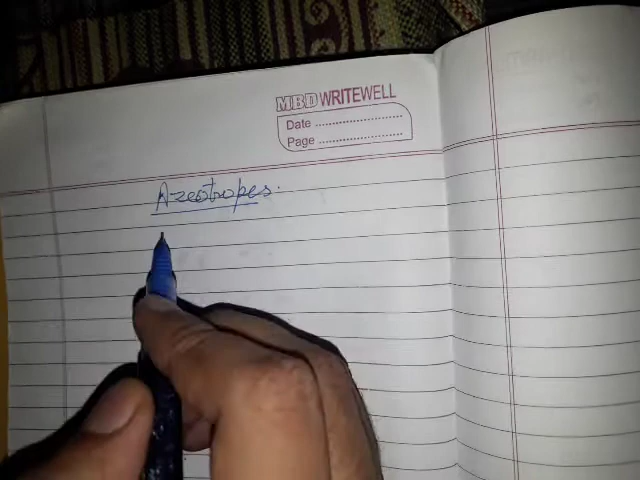 MBD WRITEWELL
Date ........................
Page ........................
Azeotropes.